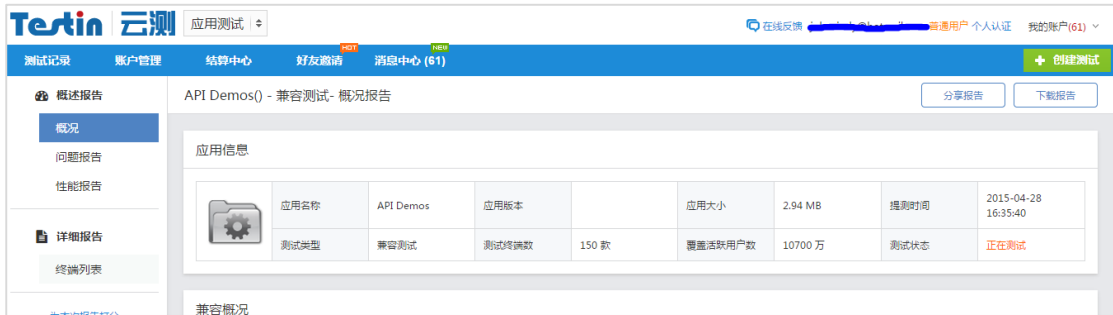 Testin 云测 应用测试 在线反馈 普通用户 个人认证 我的账户(61)
HOT NEW
测试记录 账户管理 结算中心 好友邀请 消息中心 (61) + 创建测试
概述报告 API Demos() - 兼容测试- 概况报告 分享报告 下载报告
概况
应用信息
问题报告
性能报告
应用名称 API Demos 应用版本 应用大小 2.94 MB 提测时间 2015-04-28 16:35:40
详细报告
测试类型 兼容测试 测试终端数 150 款 覆盖活跃用户数 10700 万 测试状态 正在测试
终端列表
兼容概况